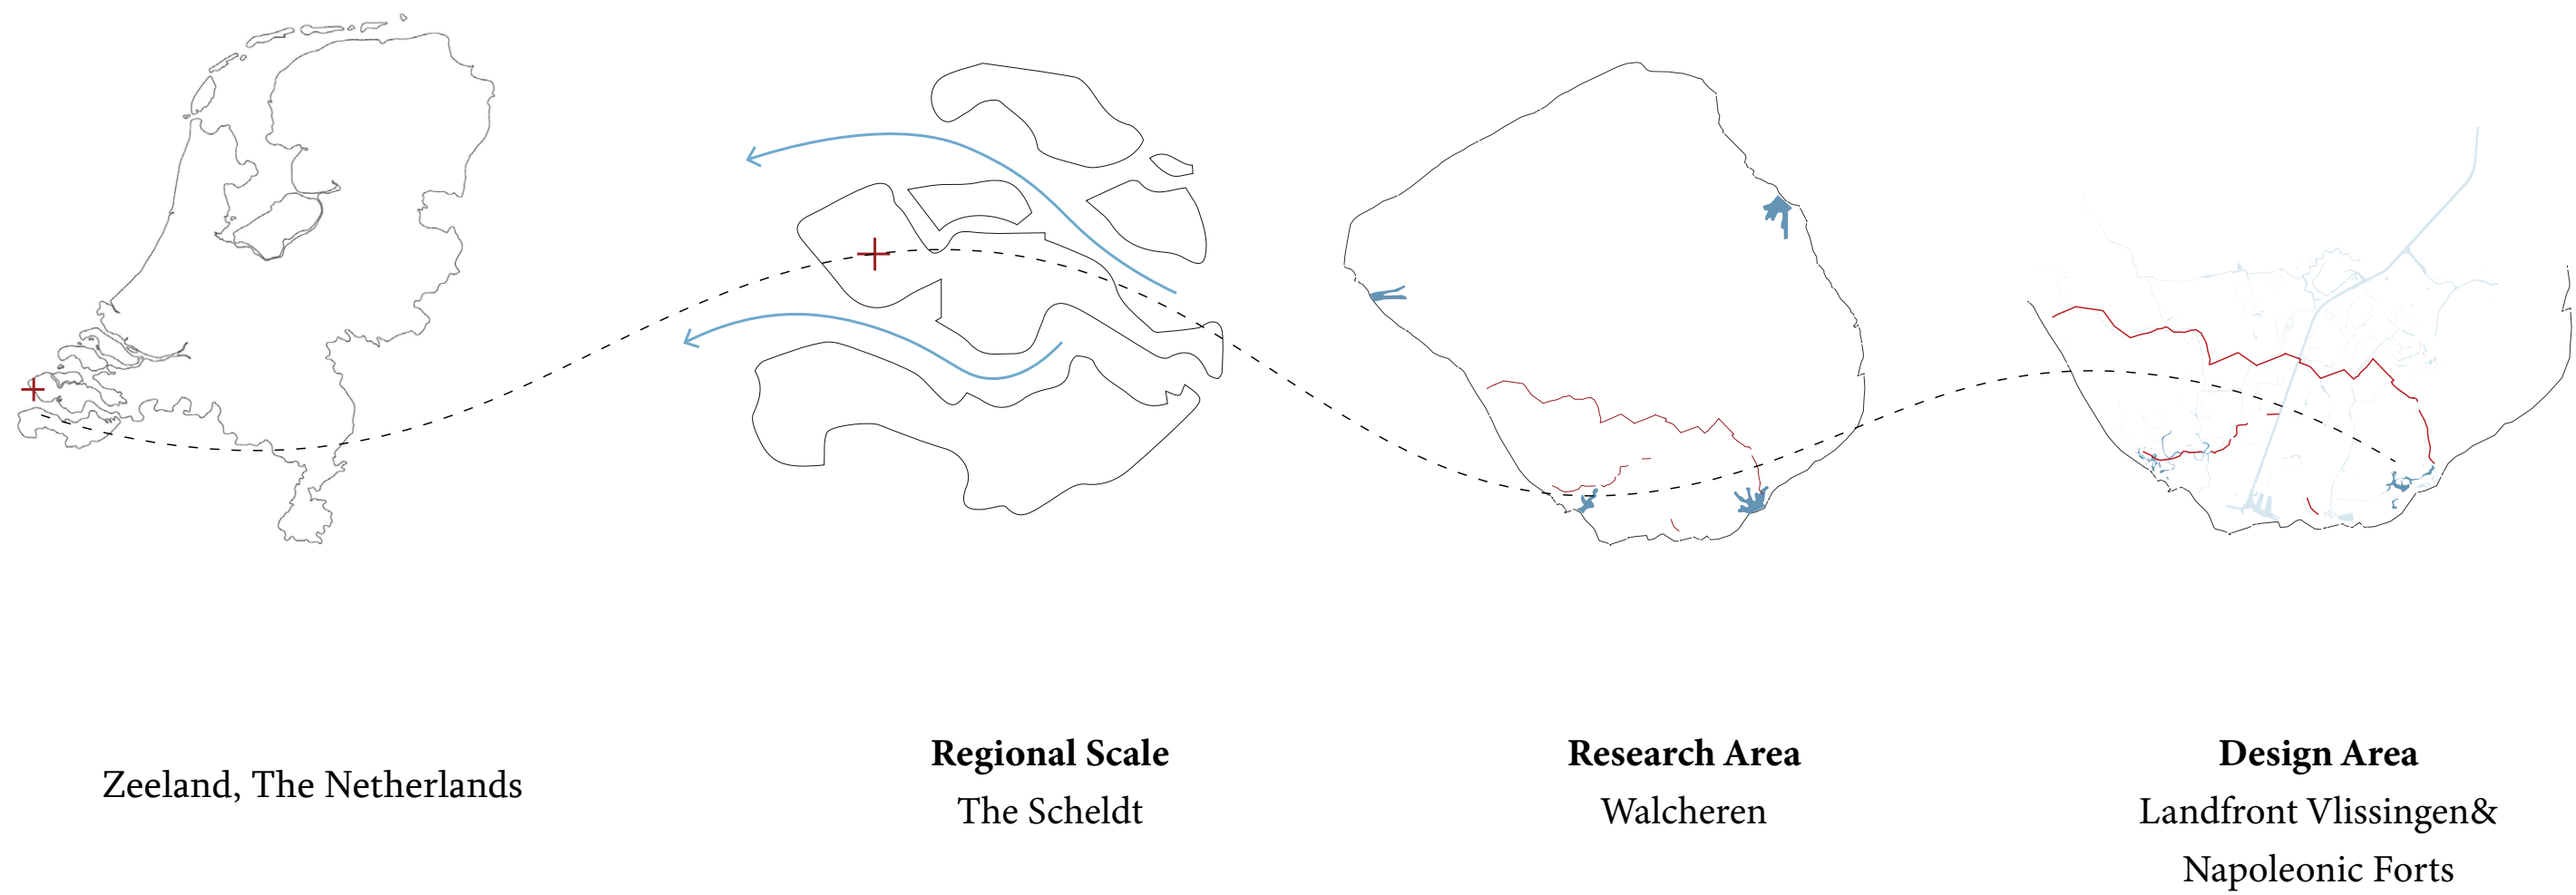 Zeeland, The Netherlands
Regional Scale
The Scheldt
Research Area
Walcheren
Design Area
Landfront Vlissingen&
Napoleonic Forts